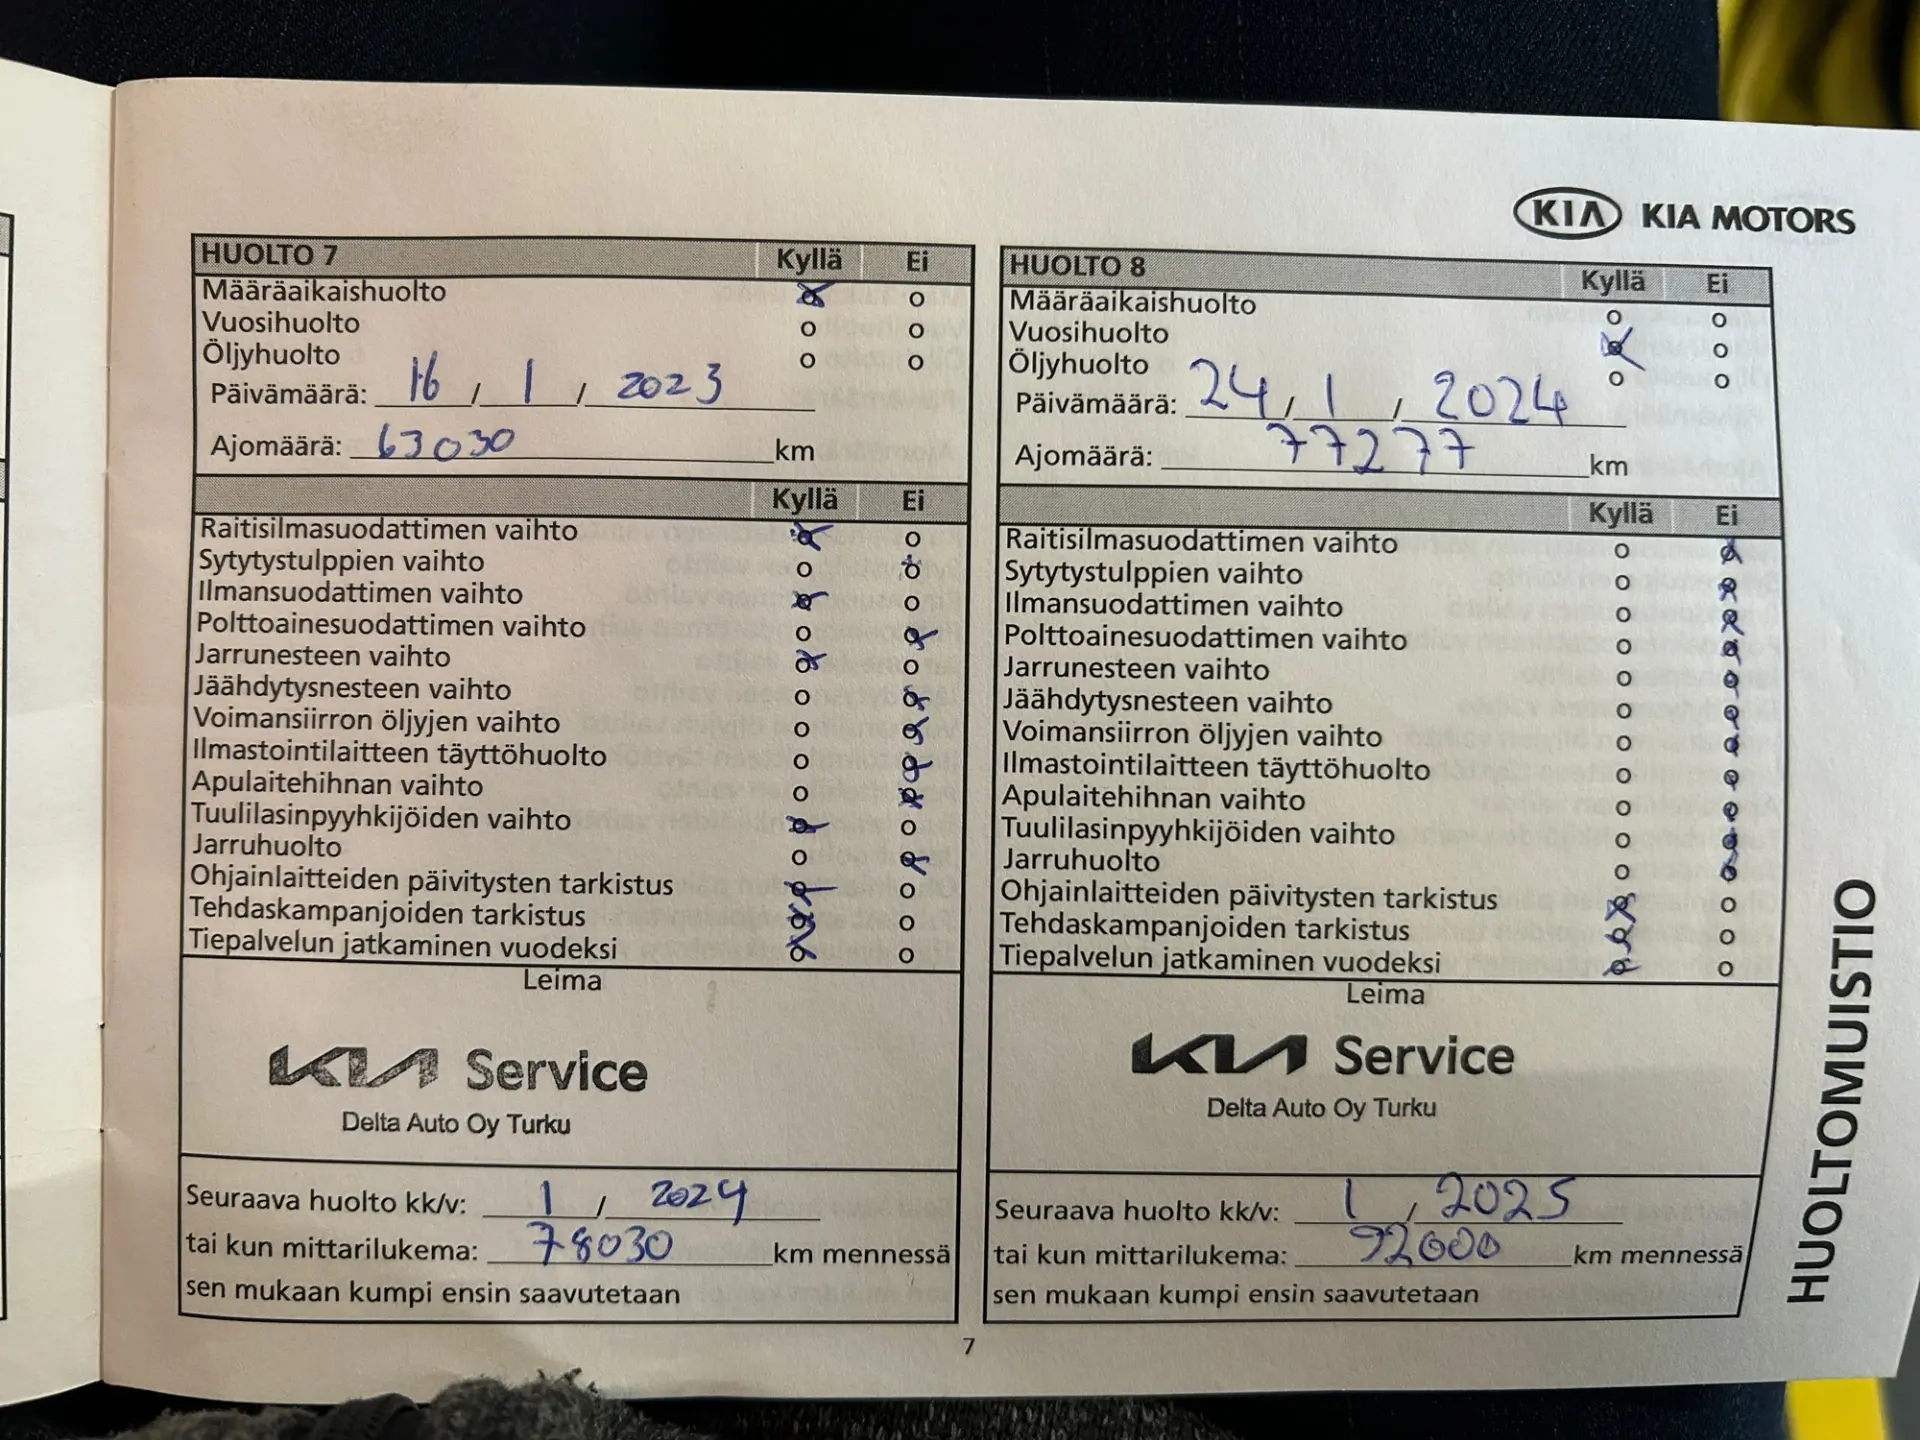 KIA KIA MOTORS
HUOLTO 7 Kyllä Ei
Määräaikaishuolto
Vuosihuolto
Öljyhuolto
Päivämäärä: 16 / 1 / 2023
Ajomäärä: 63030 km
Kyllä Ei
Raitisilmasuodattimen vaihto
Sytytystulppien vaihto
Ilmansuodattimen vaihto
Polttoainesuodattimen vaihto
Jarrunesteen vaihto
Jäähdytysnesteen vaihto
Voimansiirron öljyjen vaihto
Ilmastointilaitteen täyttöhuolto
Apulaitehihnan vaihto
Tuulilasinpyyhkijöiden vaihto
Jarruhuolto
Ohjainlaitteiden päivitysten tarkistus
Tehdaskampanjoiden tarkistus
Tiepalvelun jatkaminen vuodeksi
Leima
KIA Service
Delta Auto Oy Turku
Seuraava huolto kk/v: 1 / 2024
tai kun mittarilukema: 78030 km mennessä
sen mukaan kumpi ensin saavutetaan
HUOLTO 8 Kyllä Ei
Määräaikaishuolto
Vuosihuolto
Öljyhuolto
Päivämäärä: 24 / 1 / 2024
Ajomäärä: 77277 km
Kyllä Ei
Raitisilmasuodattimen vaihto
Sytytystulppien vaihto
Ilmansuodattimen vaihto
Polttoainesuodattimen vaihto
Jarrunesteen vaihto
Jäähdytysnesteen vaihto
Voimansiirron öljyjen vaihto
Ilmastointilaitteen täyttöhuolto
Apulaitehihnan vaihto
Tuulilasinpyyhkijöiden vaihto
Jarruhuolto
Ohjainlaitteiden päivitysten tarkistus
Tehdaskampanjoiden tarkistus
Tiepalvelun jatkaminen vuodeksi
Leima
KIA Service
Delta Auto Oy Turku
Seuraava huolto kk/v: 1 / 2025
tai kun mittarilukema: 92000 km mennessä
sen mukaan kumpi ensin saavutetaan
HUOLTOMUISTIO
7